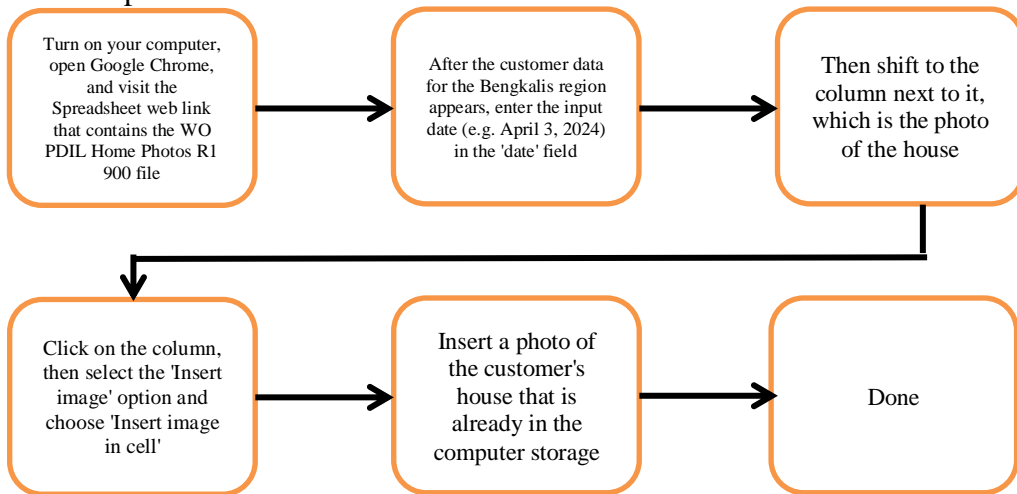 Turn on your computer,
open Google Chrome,
and visit the
Spreadsheet web link
that contains the WO
PDIL Home Photos R1
900 file
After the customer data
for the Bengkalis region
appears, enter the input
date (e.g. April 3, 2024)
in the 'date' field
Then shift to the
column next to it,
which is the photo
of the house
Click on the column,
then select the 'Insert
image' option and
choose 'Insert image
in cell'
Insert a photo of
the customer's
house that is
already in the
computer storage
Done